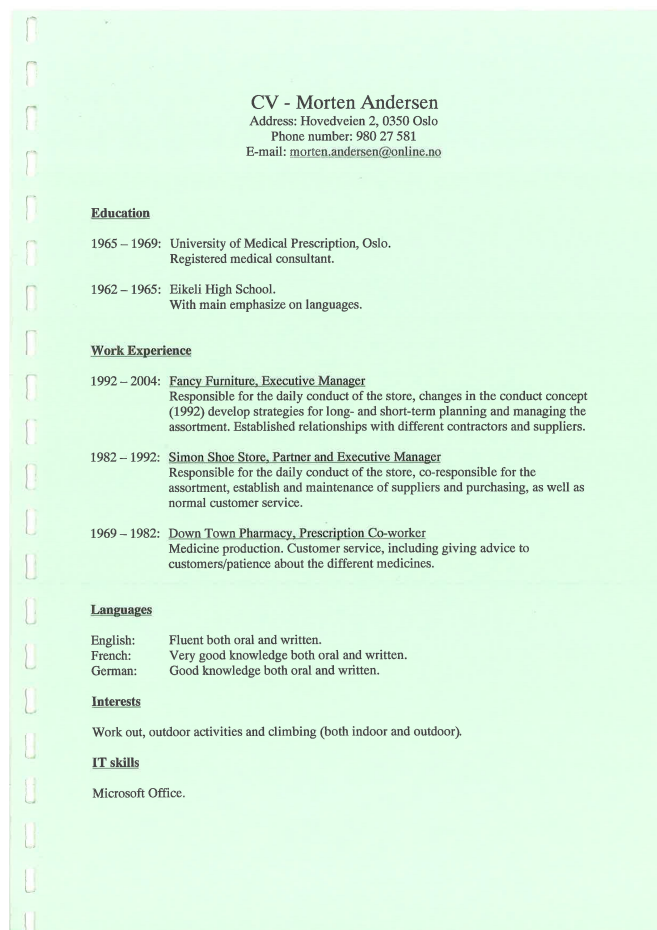 CV - Morten Andersen
Address: Hovedveien 2, 0350 Oslo
Phone number: 980 27 581
E-mail: morten.andersen@online.no
Education
1965 – 1969: University of Medical Prescription, Oslo.
Registered medical consultant.
1962 – 1965: Eikeli High School.
With main emphasize on languages.
Work Experience
1992 – 2004: Fancy Furniture, Executive Manager
Responsible for the daily conduct of the store, changes in the conduct concept
(1992) develop strategies for long- and short-term planning and managing the
assortment. Established relationships with different contractors and suppliers.
1982 – 1992: Simon Shoe Store, Partner and Executive Manager
Responsible for the daily conduct of the store, co-responsible for the
assortment, establish and maintenance of suppliers and purchasing, as well as
normal customer service.
1969 – 1982: Down Town Pharmacy, Prescription Co-worker
Medicine production. Customer service, including giving advice to
customers/patience about the different medicines.
Languages
English: Fluent both oral and written.
French: Very good knowledge both oral and written.
German: Good knowledge both oral and written.
Interests
Work out, outdoor activities and climbing (both indoor and outdoor).
IT skills
Microsoft Office.